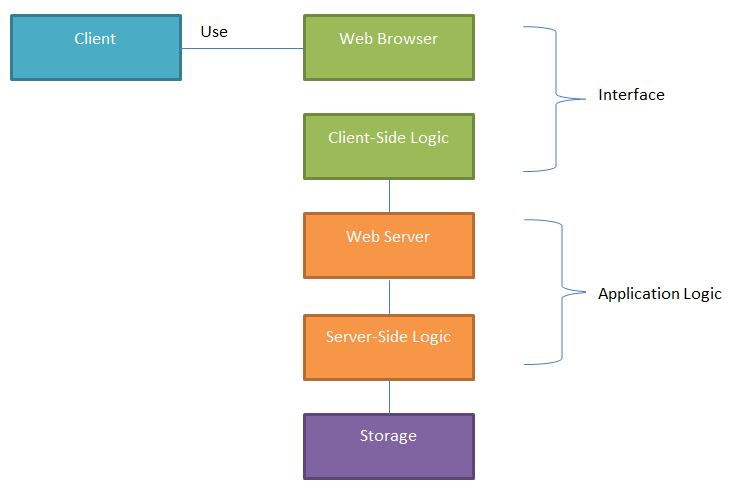 Client
Use
Web Browser
Interface
Client-Side Logic
Web Server
Application Logic
Server-Side Logic
Storage